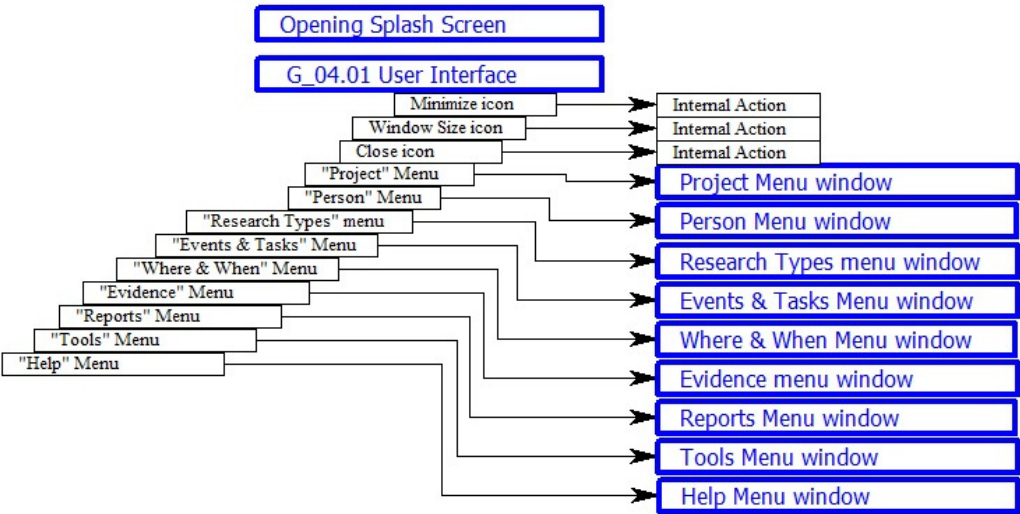 Opening Splash Screen
G_04.01 User Interface
Minimize icon
Internal Action
Window Size icon
Internal Action
Close icon
Internal Action
"Project" Menu
Project Menu window
"Person" Menu
Person Menu window
"Research Types" menu
Research Types menu window
"Events & Tasks" Menu
Events & Tasks Menu window
"Where & When" Menu
Where & When Menu window
"Evidence" Menu
Evidence menu window
"Reports" Menu
Reports Menu window
"Tools" Menu
Tools Menu window
"Help" Menu
Help Menu window